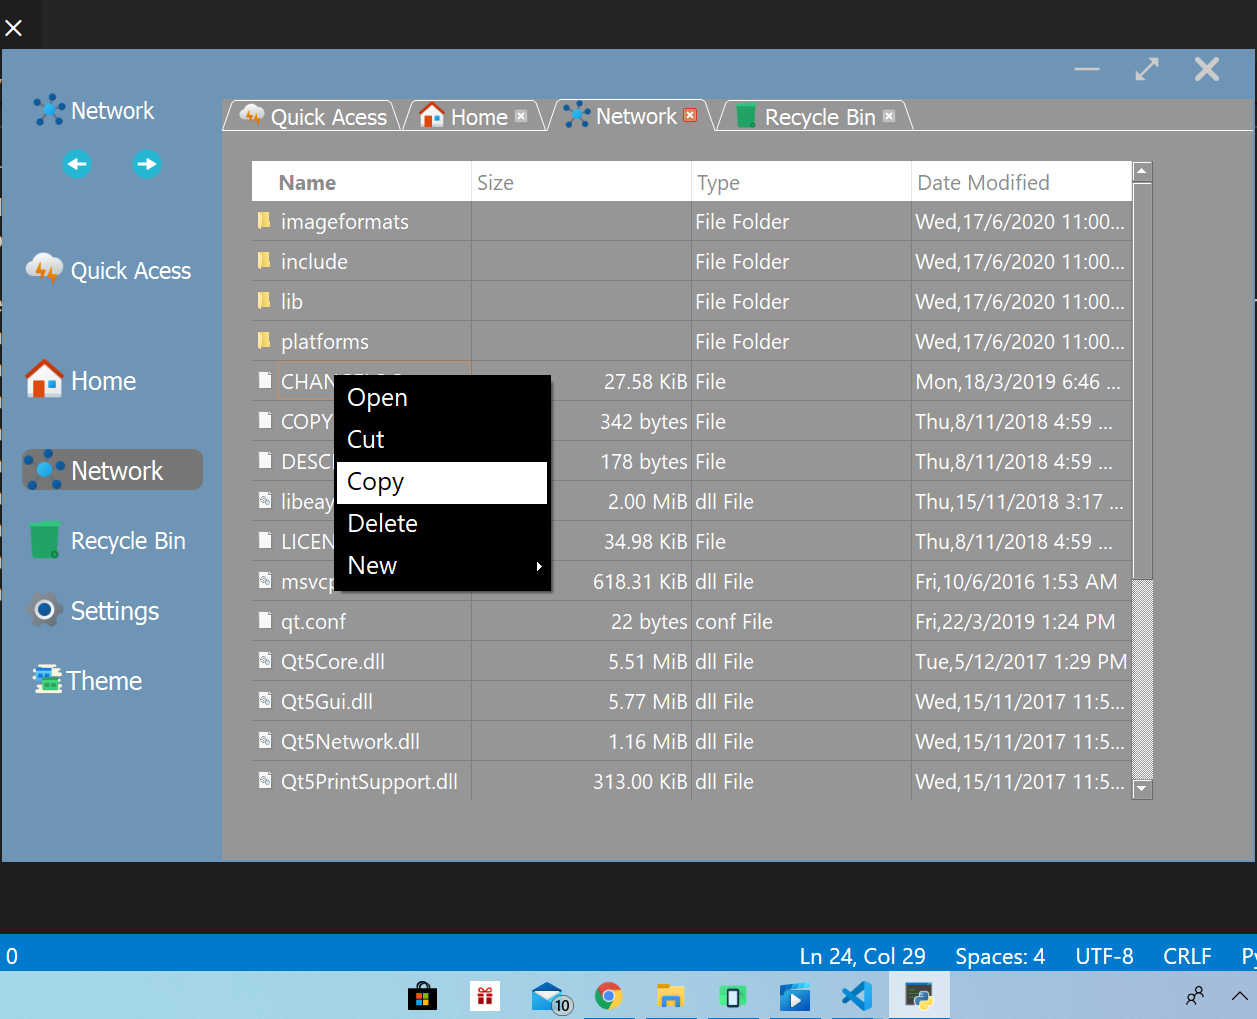 Network
Quick Acess
Home
Network
Recycle Bin
Settings
Theme
Quick Acess Home Network Recycle Bin
Name Size Type Date Modified
imageformats File Folder Wed,17/6/2020 11:00...
include File Folder Wed,17/6/2020 11:00...
lib File Folder Wed,17/6/2020 11:00...
platforms File Folder Wed,17/6/2020 11:00...
27.58 KiB File Mon,18/3/2019 6:46 ...
COPY 342 bytes File Thu,8/11/2018 4:59 ...
178 bytes File Thu,8/11/2018 4:59 ...
libeay 2.00 MiB dll File Thu,15/11/2018 3:17 ...
LICEN 34.98 KiB File Thu,8/11/2018 4:59 ...
msvcp 618.31 KiB dll File Fri,10/6/2016 1:53 AM
qt.conf 22 bytes conf File Fri,22/3/2019 1:24 PM
Qt5Core.dll 5.51 MiB dll File Tue,5/12/2017 1:29 PM
Qt5Gui.dll 5.77 MiB dll File Wed,15/11/2017 11:5...
Qt5Network.dll 1.16 MiB dll File Wed,15/11/2017 11:5...
Qt5PrintSupport.dll 313.00 KiB dll File Wed,15/11/2017 11:5...
Open
Cut
Copy
Delete
New
0 Ln 24, Col 29 Spaces: 4 UTF-8 CRLF Py
10